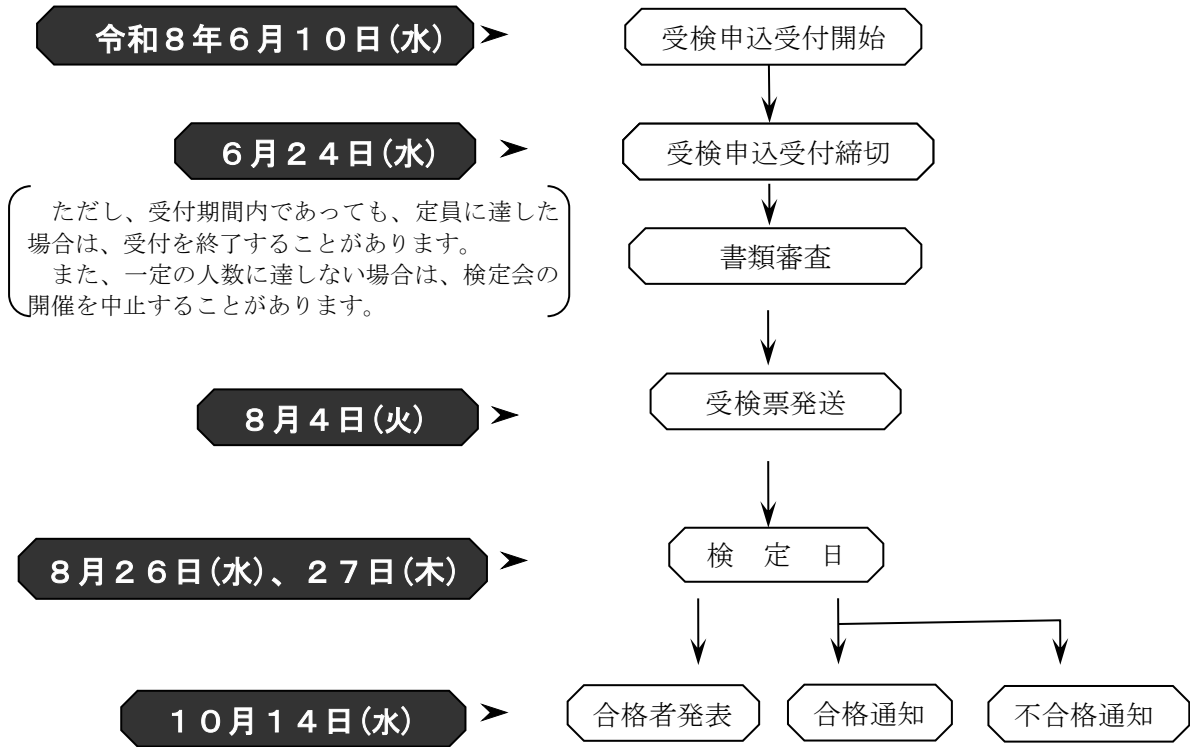 令和８年６月１０日(水)
受検申込受付開始
６月２４日(水)
受検申込受付締切
ただし、受付期間内であっても、定員に達した
場合は、受付を終了することがあります。
また、一定の人数に達しない場合は、検定会の
開催を中止することがあります。
書類審査
８月４日(火)
受検票発送
８月２６日(水)、２７日(木)
検　定　日
１０月１４日(水)
合格者発表
合格通知
不合格通知